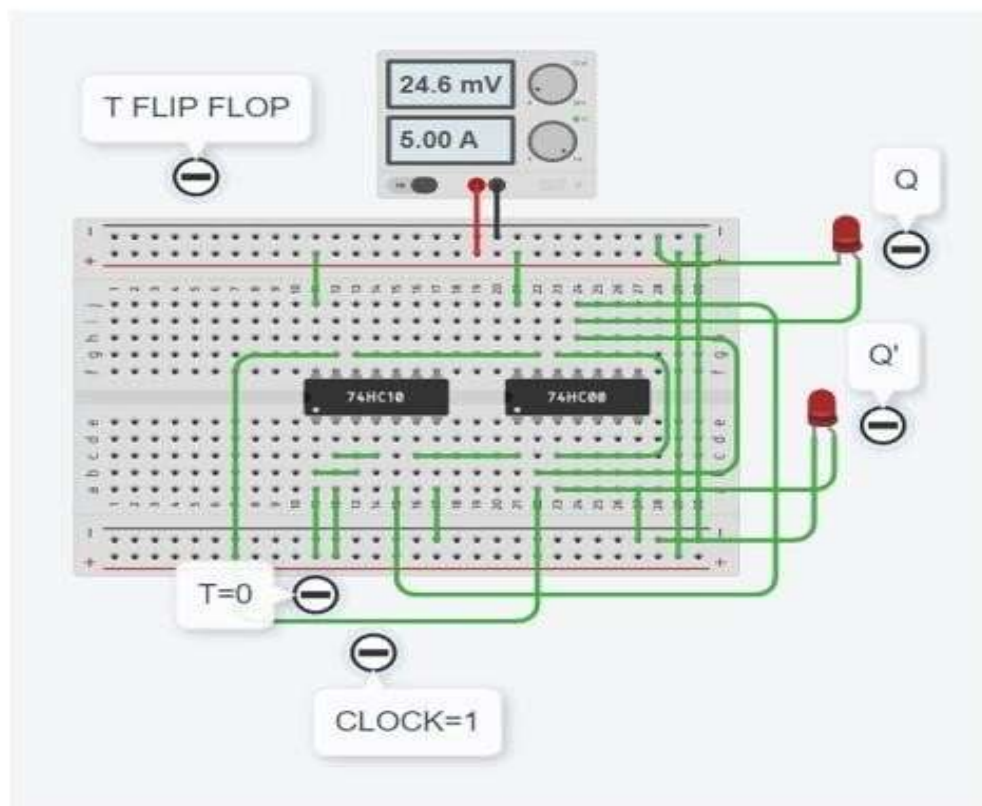 T FLIP FLOP
24.6 mV
5.00 A
Q
Q'
74HC10
74HC00
T=0
CLOCK=1